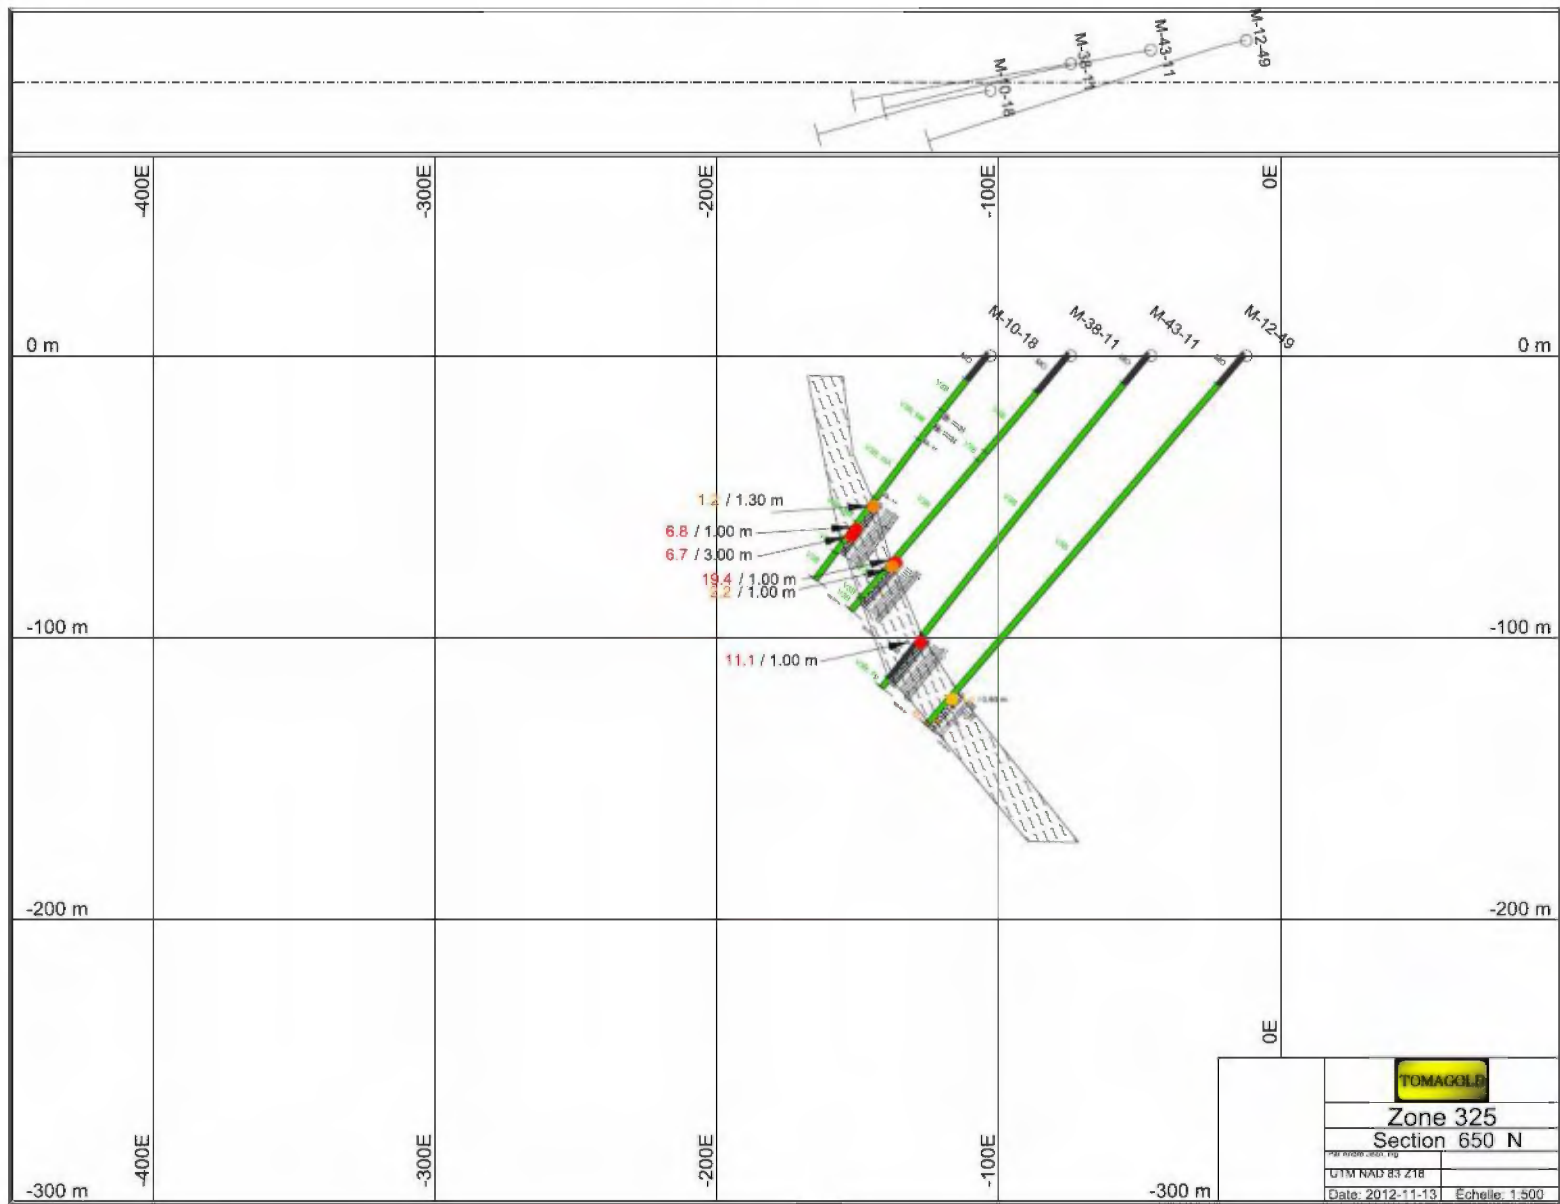 M-12-49
M-43-11
M-38-11
M-10-18
-400E
-300E
-200E
-100E
0E
M-10-18
M-38-11
M-43-11
M-12-49
0 m
0 m
1.2 / 1.30 m
6.8 / 1.00 m
6.7 / 3.00 m
19.4 / 1.00 m
2.2 / 1.00 m
-100 m
-100 m
11.1 / 1.00 m
-200 m
-200 m
0E
TOMAGOLD
Zone 325
Section 650 N
UTM NAD 83 Z18
Date: 2012-11-13
Échelle: 1:500
-400E
-300E
-200E
-100E
-300 m
-300 m